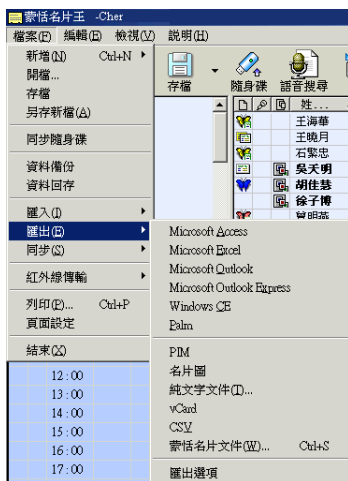 蒙恬名片王 -Cher
檔案(F) 編輯(E) 檢視(V) 說明(H)
新增(N) Ctrl+N
開檔...
存檔
另存新檔(A)
同步隨身碟
資料備份
資料回存
匯入(I)
匯出(E)
同步(S)
紅外線傳輸
列印(P)... Ctrl+P
頁面設定
結束(X)
12:00
13:00
14:00
15:00
16:00
17:00
存檔 隨身碟 語音搜尋
姓...
王海華
王曉月
石繁忠
吳天明
胡佳慧
徐子博
Microsoft Access
Microsoft Excel
Microsoft Outlook
Microsoft Outlook Express
Windows CE
Palm
PIM
名片圖
純文字文件(T)...
vCard
CSV
蒙恬名片文件(W)... Ctrl+S
匯出選項